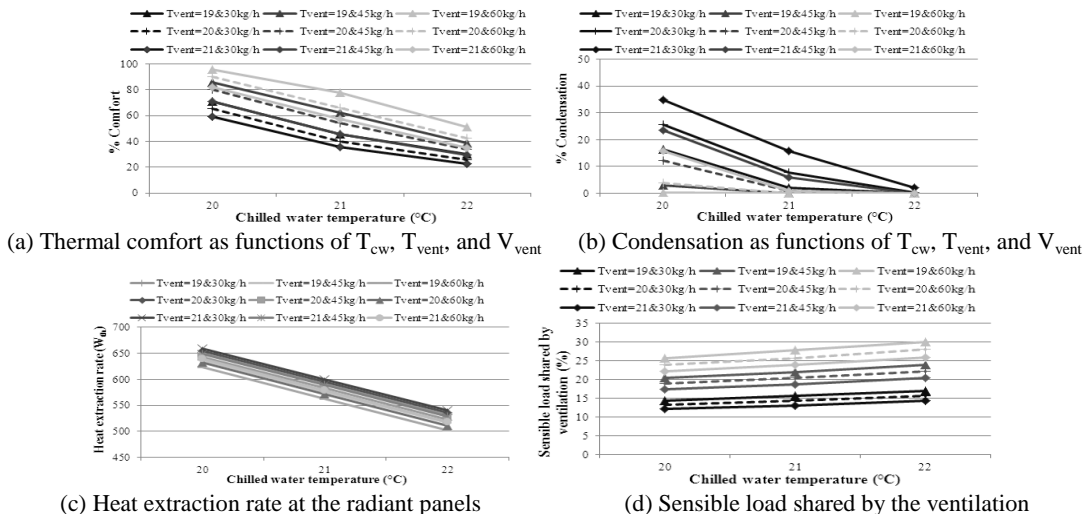 Tvent=19&30kg/h Tvent=19&45kg/h Tvent=19&60kg/h
Tvent=20&30kg/h Tvent=20&45kg/h Tvent=20&60kg/h
Tvent=21&30kg/h Tvent=21&45kg/h Tvent=21&60kg/h
% Comfort
100
80
60
40
20
0
20 21 22
Chilled water temperature (°C)
(a) Thermal comfort as functions of Tcw, Tvent, and Vvent
Tvent=19&30kg/h Tvent=19&45kg/h Tvent=19&60kg/h
Tvent=20&30kg/h Tvent=20&45kg/h Tvent=20&60kg/h
Tvent=21&30kg/h Tvent=21&45kg/h Tvent=21&60kg/h
% Condensation
50
40
30
20
10
0
20 21 22
Chilled water temperature (°C)
(b) Condensation as functions of Tcw, Tvent, and Vvent
Tvent=19&30kg/h Tvent=19&45kg/h Tvent=19&60kg/h
Tvent=20&30kg/h Tvent=20&45kg/h Tvent=20&60kg/h
Tvent=21&30kg/h Tvent=21&45kg/h Tvent=21&60kg/h
Heat extraction rate
700
650
600
550
500
450
20 21 22
Chilled water temperature (°C)
(c) Heat extraction rate at the radiant panels
Tvent=19&30kg/h Tvent=19&45kg/h Tvent=19&60kg/h
Tvent=20&30kg/h Tvent=20&45kg/h Tvent=20&60kg/h
Tvent=21&30kg/h Tvent=21&45kg/h Tvent=21&60kg/h
Sensible load shared by
ventilation (%)
35
30
25
20
15
10
5
0
20 21 22
Chilled water temperature (°C)
(d) Sensible load shared by the ventilation